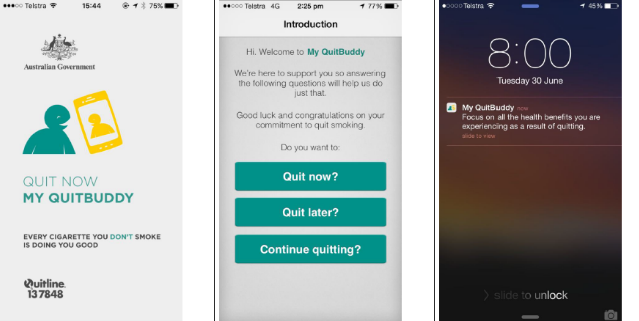 Telstra 15:44 75%
Australian Government
QUIT NOW
MY QUITBUDDY
EVERY CIGARETTE YOU DON'T SMOKE
IS DOING YOU GOOD
Quitline
137848
Telstra 4G 2:25 pm 77%
Introduction
Hi. Welcome to My QuitBuddy
We're here to support you so answering
the following questions will help us do
just that.
Good luck and congratulations on your
commitment to quit smoking.
Do you want to:
Quit now?
Quit later?
Continue quitting?
Telstra 45%
8:00
Tuesday 30 June
My QuitBuddy now
Focus on all the health benefits you are
experiencing as a result of quitting.
slide to view
slide to unlock